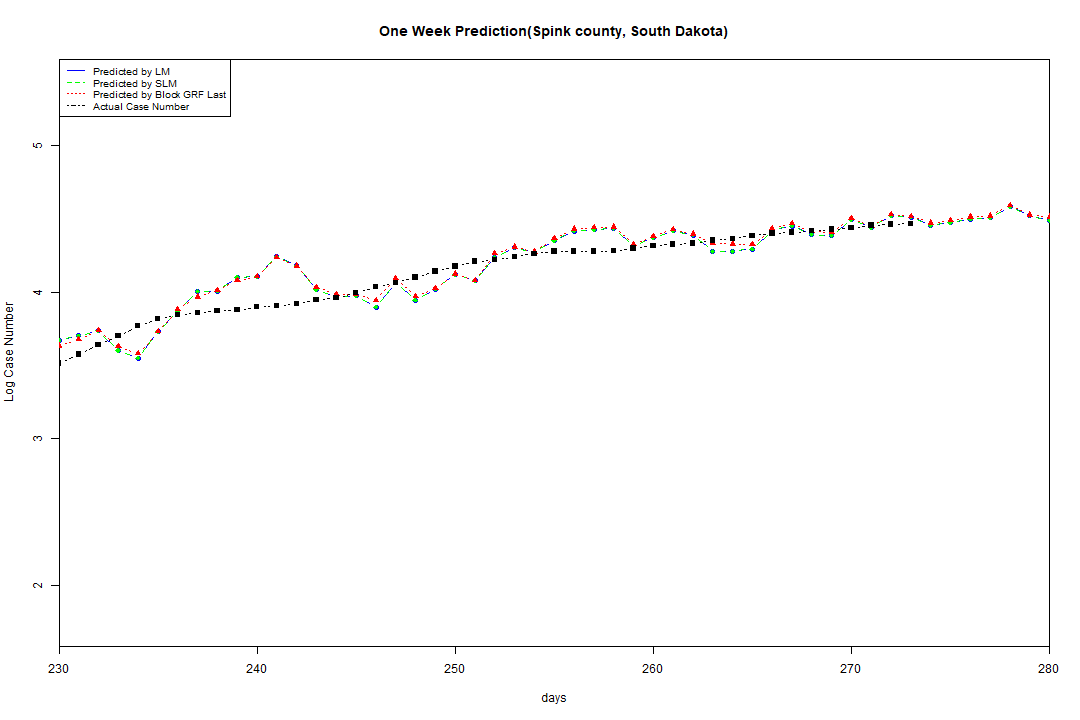 One Week Prediction(Spink county, South Dakota)
Predicted by LM
Predicted by SLM
Predicted by Block GRF Last
Actual Case Number
5
4
3
2
Log Case Number
230 240 250 260 270 280
days